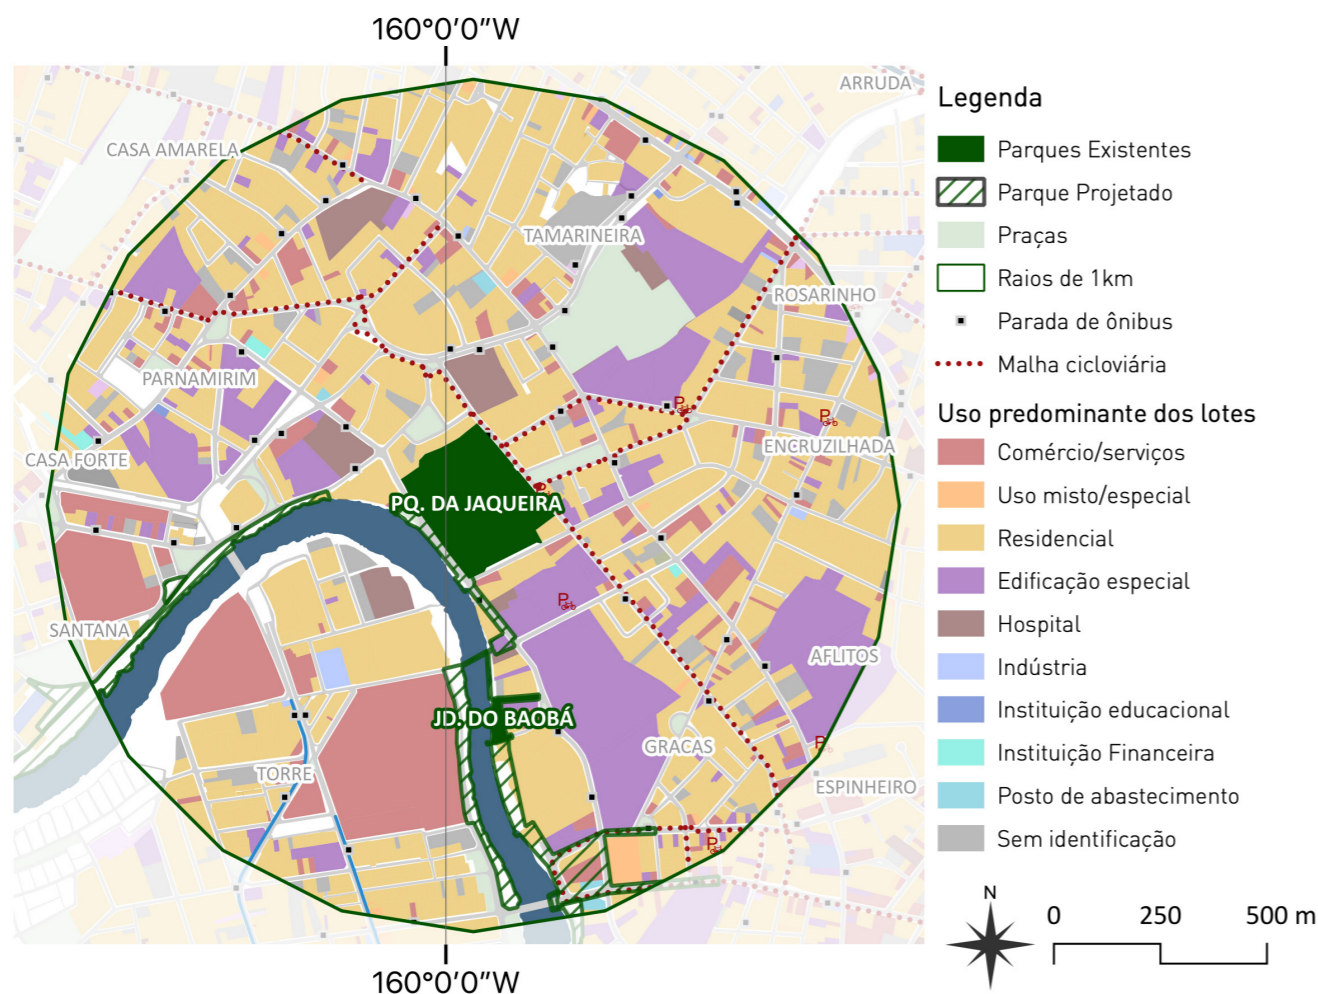 160°0'0"W
ARRUDA
CASA AMARELA
TAMARINEIRA
ROSARINHO
PARNAMIRIM
P
P
ENCRUZILHADA
CASA FORTE
P
PQ. DA JAQUEIRA
P
SANTANA
AFLITOS
JD. DO BAOBÁ
GRAÇAS
P
TORRE
ESPINHEIRO
P
160°0'0"W
Legenda
Parques Existentes
Parque Projetado
Praças
Raios de 1km
Parada de ônibus
Malha cicloviária
Uso predominante dos lotes
Comércio/serviços
Uso misto/especial
Residencial
Edificação especial
Hospital
Indústria
Instituição educacional
Instituição Financeira
Posto de abastecimento
Sem identificação
N
0 250 500 m